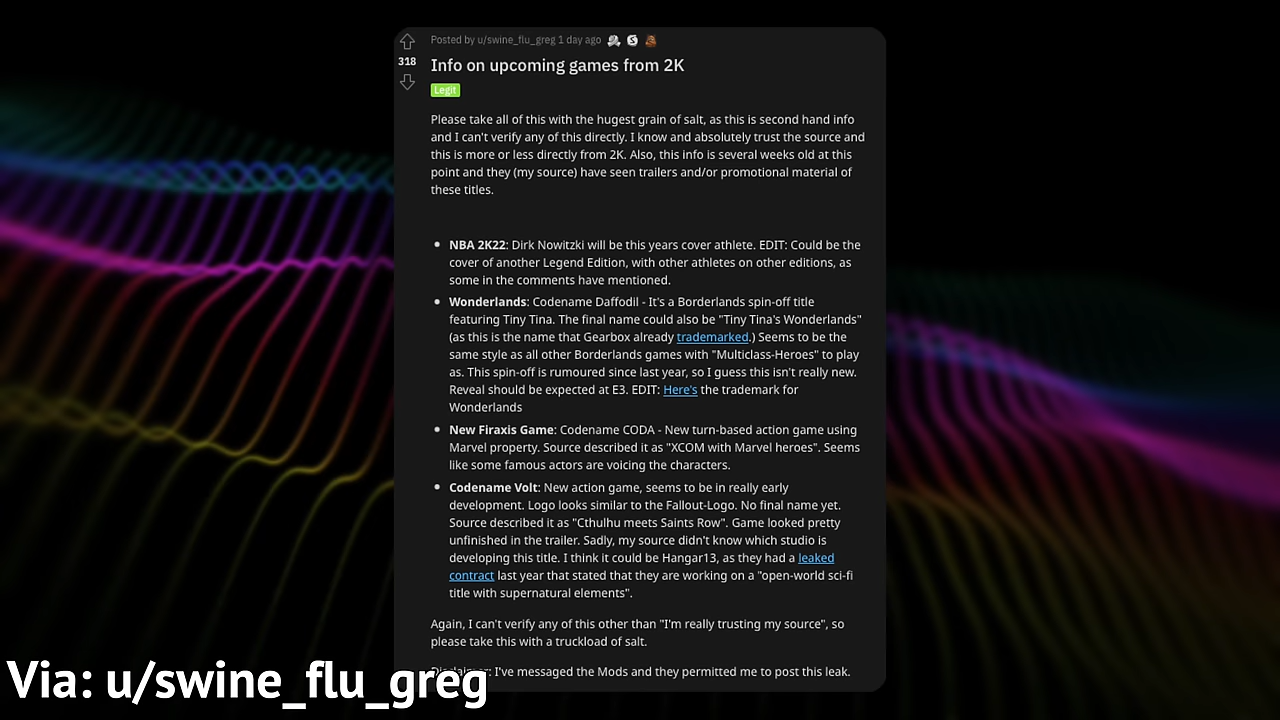 Posted by u/swine_flu_greg 1 day ago
318
Info on upcoming games from 2K
Legit
Please take all of this with the hugest grain of salt, as this is second hand info
and I can't verify any of this directly. I know and absolutely trust the source and
this is more or less directly from 2K. Also, this info is several weeks old at this
point and they (my source) have seen trailers and/or promotional material of
these titles.
• NBA 2K22: Dirk Nowitzki will be this years cover athlete. EDIT: Could be the
cover of another Legend Edition, with other athletes on other editions, as
some in the comments have mentioned.
• Wonderlands: Codename Daffodil - It's a Borderlands spin-off title
featuring Tiny Tina. The final name could also be "Tiny Tina's Wonderlands"
(as this is the name that Gearbox already trademarked.) Seems to be the
same style as all other Borderlands games with "Multiclass-Heroes" to play
as. This spin-off is rumoured since last year, so I guess this isn't really new.
Reveal should be expected at E3. EDIT: Here's the trademark for
Wonderlands
• New Firaxis Game: Codename CODA - New turn-based action game using
Marvel property. Source described it as "XCOM with Marvel heroes". Seems
like some famous actors are voicing the characters.
• Codename Volt: New action game, seems to be in really early
development. Logo looks similar to the Fallout-Logo. No final name yet.
Source described it as "Cthulhu meets Saints Row". Game looked pretty
unfinished in the trailer. Sadly, my source didn't know which studio is
developing this title. I think it could be Hangar13, as they had a leaked
contract last year that stated that they are working on a "open-world sci-fi
title with supernatural elements".
Again, I can't verify any of this other than "I'm really trusting my source", so
please take this with a truckload of salt.
I've messaged the Mods and they permitted me to post this leak.
Via: u/swine_flu_greg